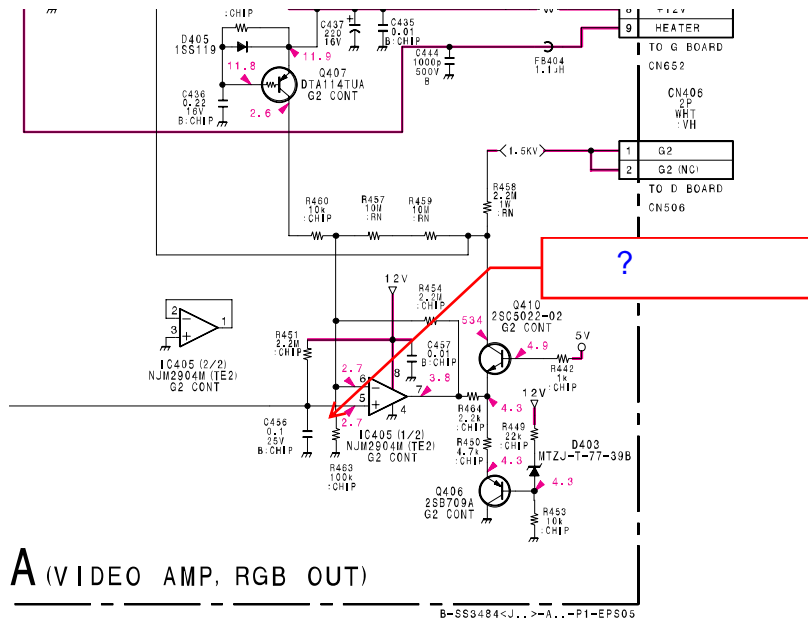 :CHIP
D405
1SS119
11.9
11.8
C436
0.22
16V
B:CHIP
Q407
DTA114TUA
G2 CONT
2.6
C437
220
16V
C435
0.01
B:CHIP
C444
1000p
500V
B
FB404
1.1uH
8 +12V
9 HEATER
TO G BOARD
CN652
CN406
2P
WHT
:VH
1.5KV
1 G2
2 G2 (NC)
TO D BOARD
CN506
R458
2.2M
1W
:RN
R460
10k
:CHIP
R457
10M
:RN
R459
10M
:RN
?
12V
R454
2.2M
:CHIP
Q410
2SC5022-02
G2 CONT
534
4.9
5V
R442
1k
:CHIP
2
3
1
IC405 (2/2)
NJM2904M (TE2)
G2 CONT
R451
2.2M
:CHIP
C457
0.01
B:CHIP
2.7
6
5
8
7
4
3.8
2.7
IC405 (1/2)
NJM2904M (TE2)
G2 CONT
C456
0.1
25V
B:CHIP
R463
100k
:CHIP
R464
2.2k
:CHIP
4.3
12V
R449
22k
:CHIP
D403
MTZJ-T-77-39B
R450
4.7k
:CHIP
4.3
4.3
Q406
2SB709A
G2 CONT
R453
10k
:CHIP
A (VIDEO AMP, RGB OUT)
B-SS3484<J..>-A..-P1-EPS05